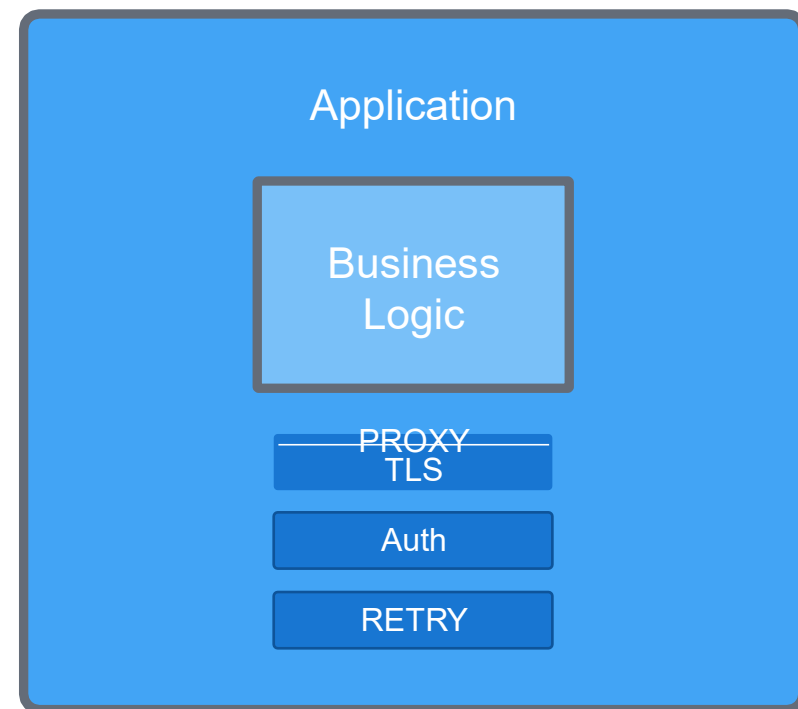 Application
Business
Logic
PROXY
TLS
Auth
RETRY